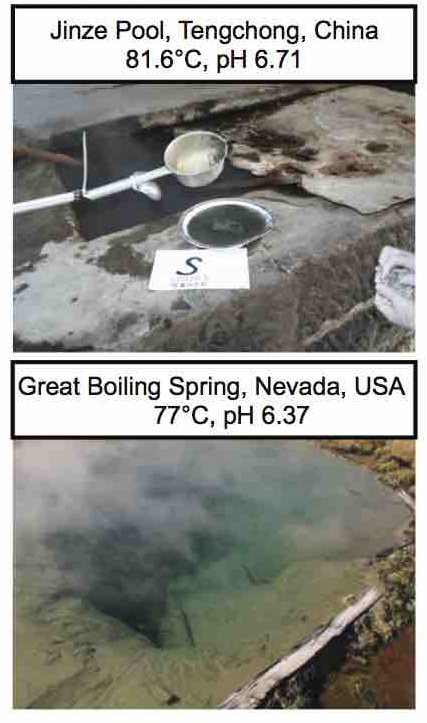 Jinze Pool, Tengchong, China
81.6°C, pH 6.71
S
Great Boiling Spring, Nevada, USA
77°C, pH 6.37